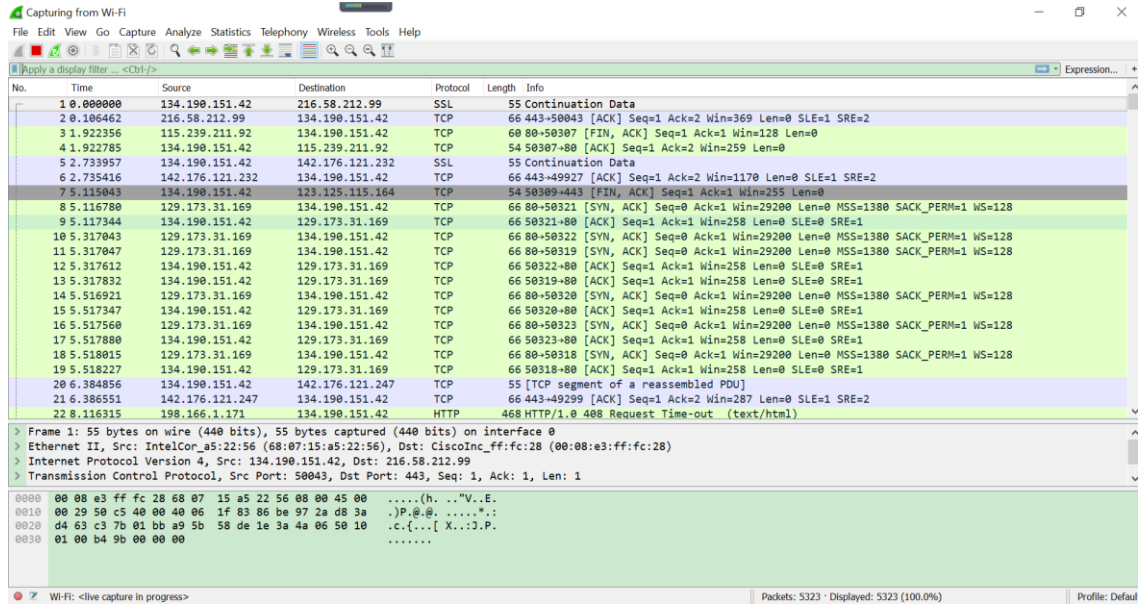 Capturing from Wi-Fi
File Edit View Go Capture Analyze Statistics Telephony Wireless Tools Help
Apply a display filter ... <Ctrl-/> Expression... +
No. Time Source Destination Protocol Length Info
1 0.000000 134.190.151.42 216.58.212.99 SSL 55 Continuation Data
2 0.106462 216.58.212.99 134.190.151.42 TCP 66 443→50043 [ACK] Seq=1 Ack=2 Win=369 Len=0 SLE=1 SRE=2
3 1.922356 115.239.211.92 134.190.151.42 TCP 60 80→50307 [FIN, ACK] Seq=1 Ack=1 Win=128 Len=0
4 1.922785 134.190.151.42 115.239.211.92 TCP 54 50307→80 [ACK] Seq=1 Ack=2 Win=259 Len=0
5 2.733957 134.190.151.42 142.176.121.232 SSL 55 Continuation Data
6 2.735416 142.176.121.232 134.190.151.42 TCP 66 443→49927 [ACK] Seq=1 Ack=2 Win=1170 Len=0 SLE=1 SRE=2
7 5.115043 134.190.151.42 123.125.115.164 TCP 54 50309→443 [FIN, ACK] Seq=1 Ack=1 Win=255 Len=0
8 5.116780 129.173.31.169 134.190.151.42 TCP 66 80→50321 [SYN, ACK] Seq=0 Ack=1 Win=29200 Len=0 MSS=1380 SACK_PERM=1 WS=128
9 5.117344 134.190.151.42 129.173.31.169 TCP 66 50321→80 [ACK] Seq=1 Ack=1 Win=258 Len=0 SLE=0 SRE=1
10 5.317043 129.173.31.169 134.190.151.42 TCP 66 80→50322 [SYN, ACK] Seq=0 Ack=1 Win=29200 Len=0 MSS=1380 SACK_PERM=1 WS=128
11 5.317047 129.173.31.169 134.190.151.42 TCP 66 80→50319 [SYN, ACK] Seq=0 Ack=1 Win=29200 Len=0 MSS=1380 SACK_PERM=1 WS=128
12 5.317612 134.190.151.42 129.173.31.169 TCP 66 50322→80 [ACK] Seq=1 Ack=1 Win=258 Len=0 SLE=0 SRE=1
13 5.317832 134.190.151.42 129.173.31.169 TCP 66 50319→80 [ACK] Seq=1 Ack=1 Win=258 Len=0 SLE=0 SRE=1
14 5.516921 129.173.31.169 134.190.151.42 TCP 66 80→50320 [SYN, ACK] Seq=0 Ack=1 Win=29200 Len=0 MSS=1380 SACK_PERM=1 WS=128
15 5.517347 134.190.151.42 129.173.31.169 TCP 66 50320→80 [ACK] Seq=1 Ack=1 Win=258 Len=0 SLE=0 SRE=1
16 5.517560 129.173.31.169 134.190.151.42 TCP 66 80→50323 [SYN, ACK] Seq=0 Ack=1 Win=29200 Len=0 MSS=1380 SACK_PERM=1 WS=128
17 5.517880 134.190.151.42 129.173.31.169 TCP 66 50323→80 [ACK] Seq=1 Ack=1 Win=258 Len=0 SLE=0 SRE=1
18 5.518015 129.173.31.169 134.190.151.42 TCP 66 80→50318 [SYN, ACK] Seq=0 Ack=1 Win=29200 Len=0 MSS=1380 SACK_PERM=1 WS=128
19 5.518227 134.190.151.42 129.173.31.169 TCP 66 50318→80 [ACK] Seq=1 Ack=1 Win=258 Len=0 SLE=0 SRE=1
20 6.384856 134.190.151.42 142.176.121.247 TCP 55 [TCP segment of a reassembled PDU]
21 6.386551 142.176.121.247 134.190.151.42 TCP 66 443→49299 [ACK] Seq=1 Ack=2 Win=287 Len=0 SLE=1 SRE=2
22 8.116315 198.166.1.171 134.190.151.42 HTTP 468 HTTP/1.0 408 Request Time-out (text/html)
> Frame 1: 55 bytes on wire (440 bits), 55 bytes captured (440 bits) on interface 0
> Ethernet II, Src: IntelCor_a5:22:56 (68:07:15:a5:22:56), Dst: CiscoInc_ff:fc:28 (00:08:e3:ff:fc:28)
> Internet Protocol Version 4, Src: 134.190.151.42, Dst: 216.58.212.99
> Transmission Control Protocol, Src Port: 50043, Dst Port: 443, Seq: 1, Ack: 1, Len: 1
0000 00 08 e3 ff fc 28 68 07 15 a5 22 56 08 00 45 00 .....(h. .."V..E.
0010 00 29 50 c5 40 00 40 06 1f 83 86 be 97 2a d8 3a .)P.@.@. .....*.:
0020 d4 63 c3 7b 01 bb a9 5b 58 de 1e 3a 4a 06 50 10 .c.{...[ X..:J.P.
0030 01 00 b4 9b 00 00 00 .......
Wi-Fi: <live capture in progress> Packets: 5323 · Displayed: 5323 (100.0%) Profile: Defaul